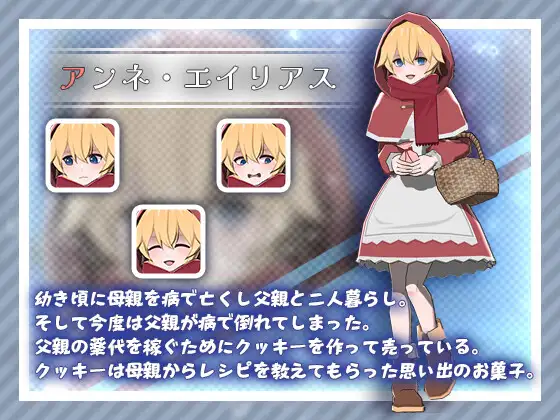 アンネ・エイリアス
幼き頃に母親を病で亡くし父親と二人暮らし。
そして今度は父親が病で倒れてしまった。
父親の薬代を稼ぐためにクッキーを作って売っている。
クッキーは母親からレシピを教えてもらった思い出のお菓子。